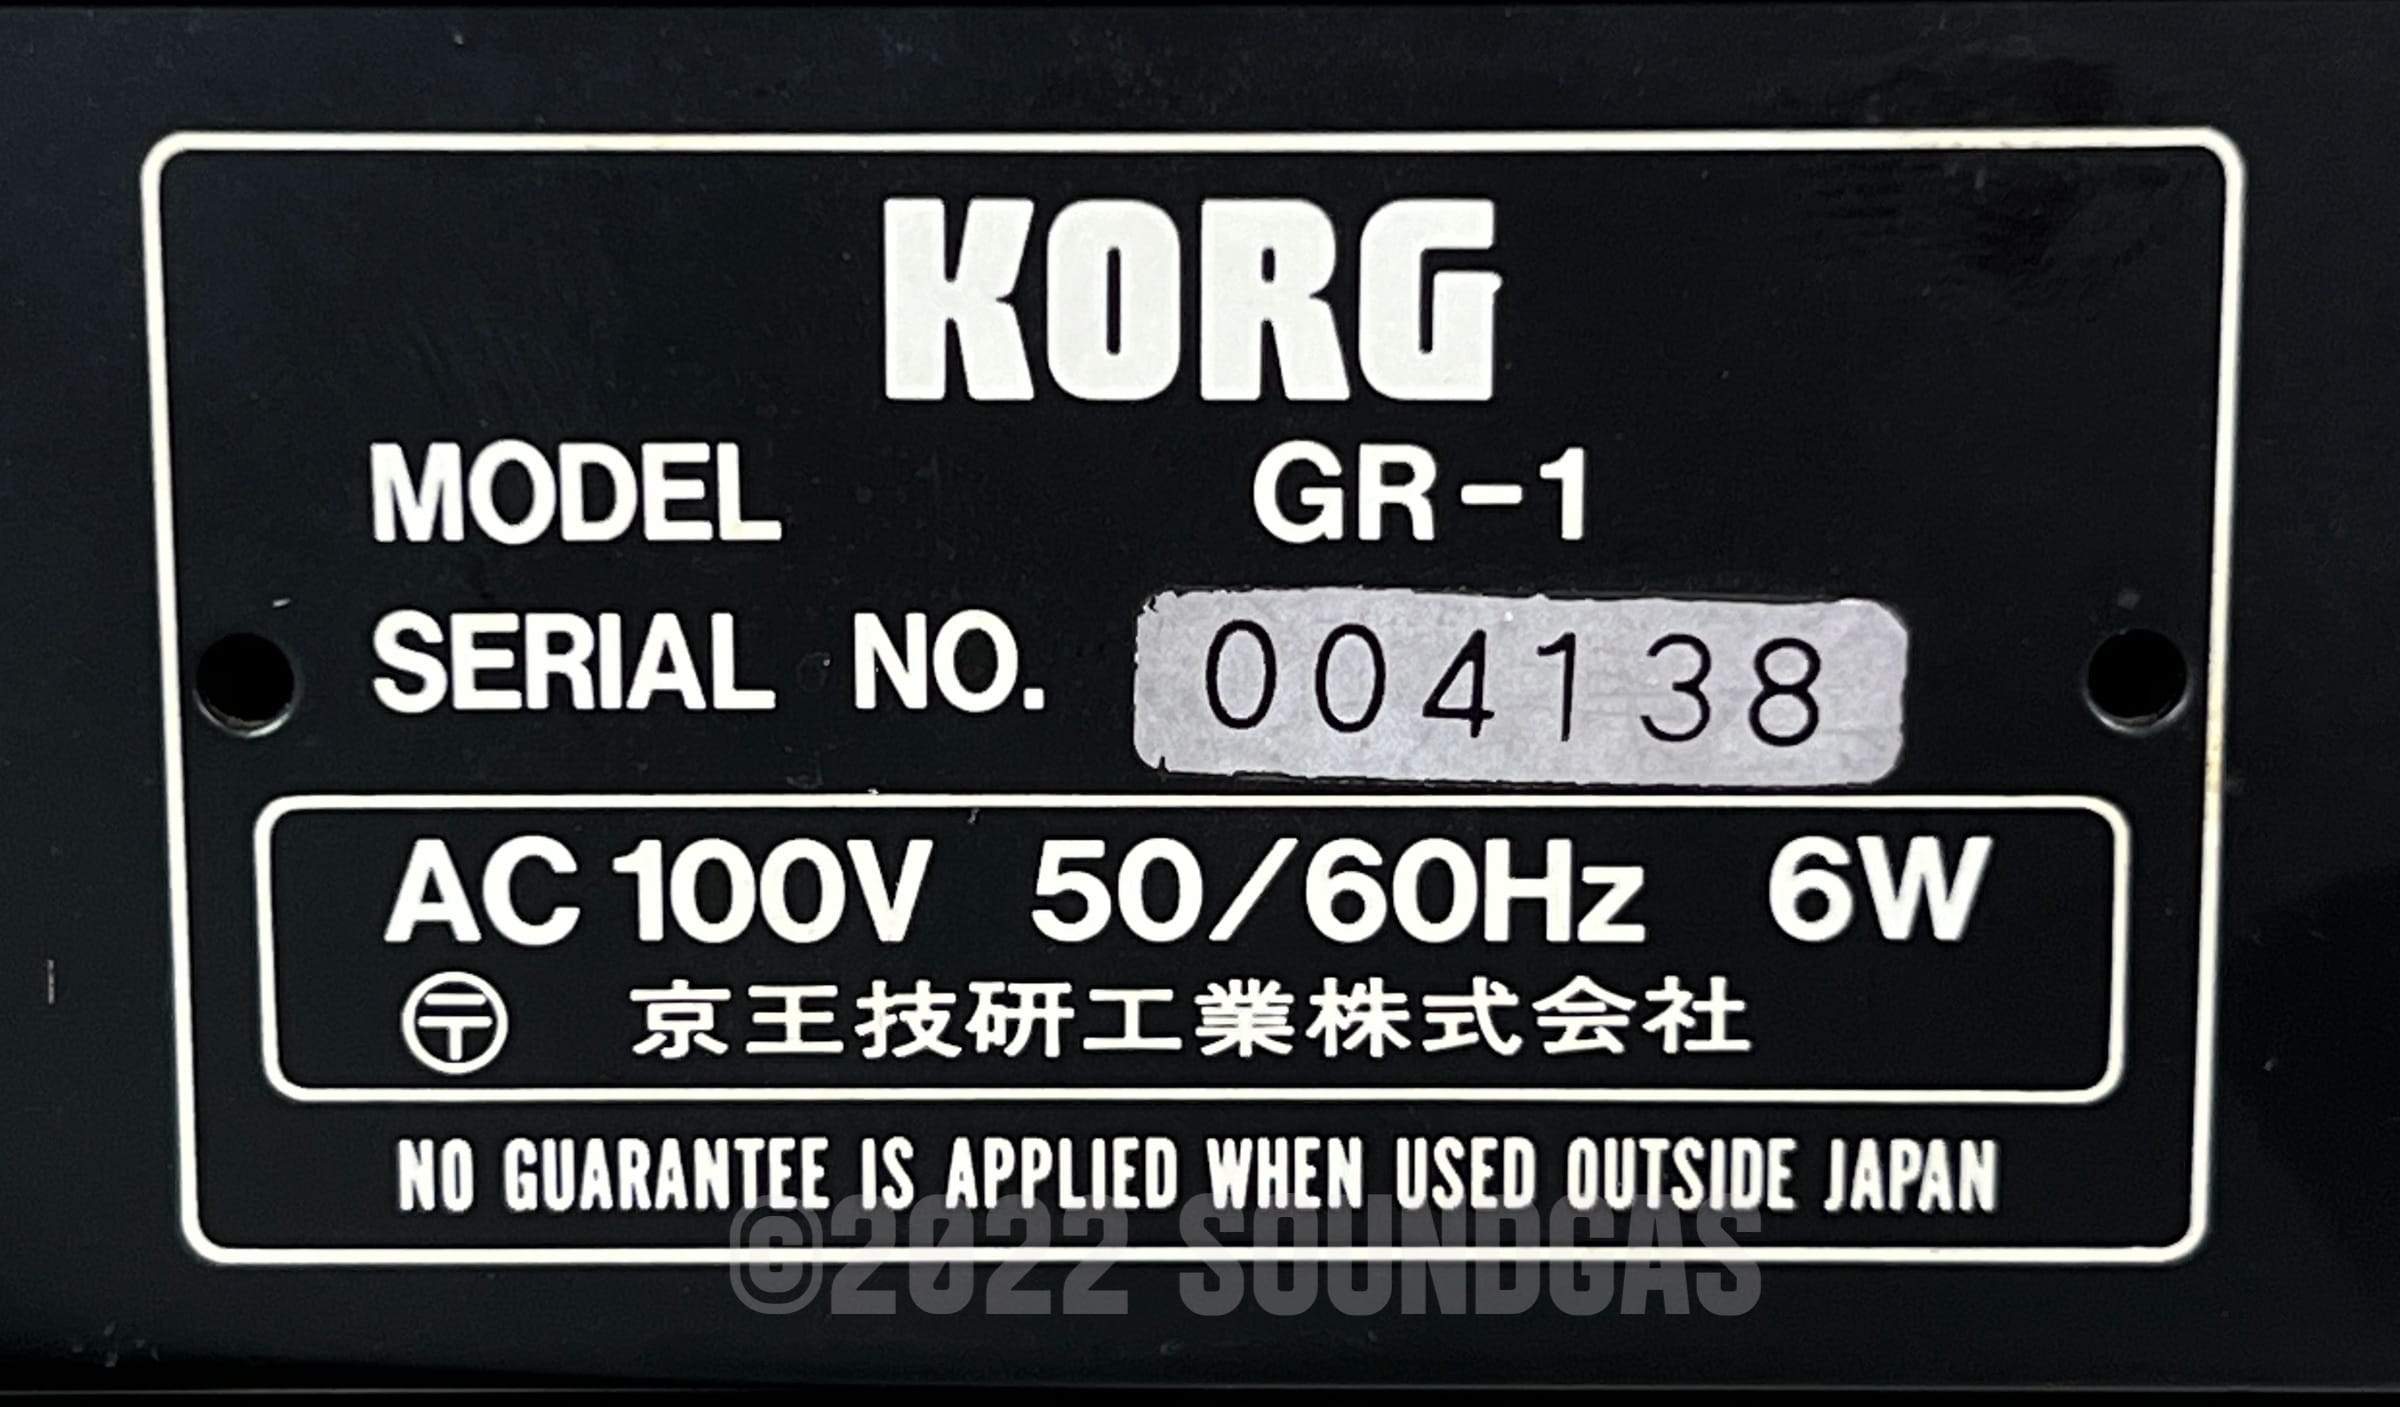 KORG
MODEL GR-1
SERIAL NO. 004138
AC 100V 50/60Hz 6W
〶 京王技研工業株式会社
NO GUARANTEE IS APPLIED WHEN USED OUTSIDE JAPAN
©2022 SOUNDGAS